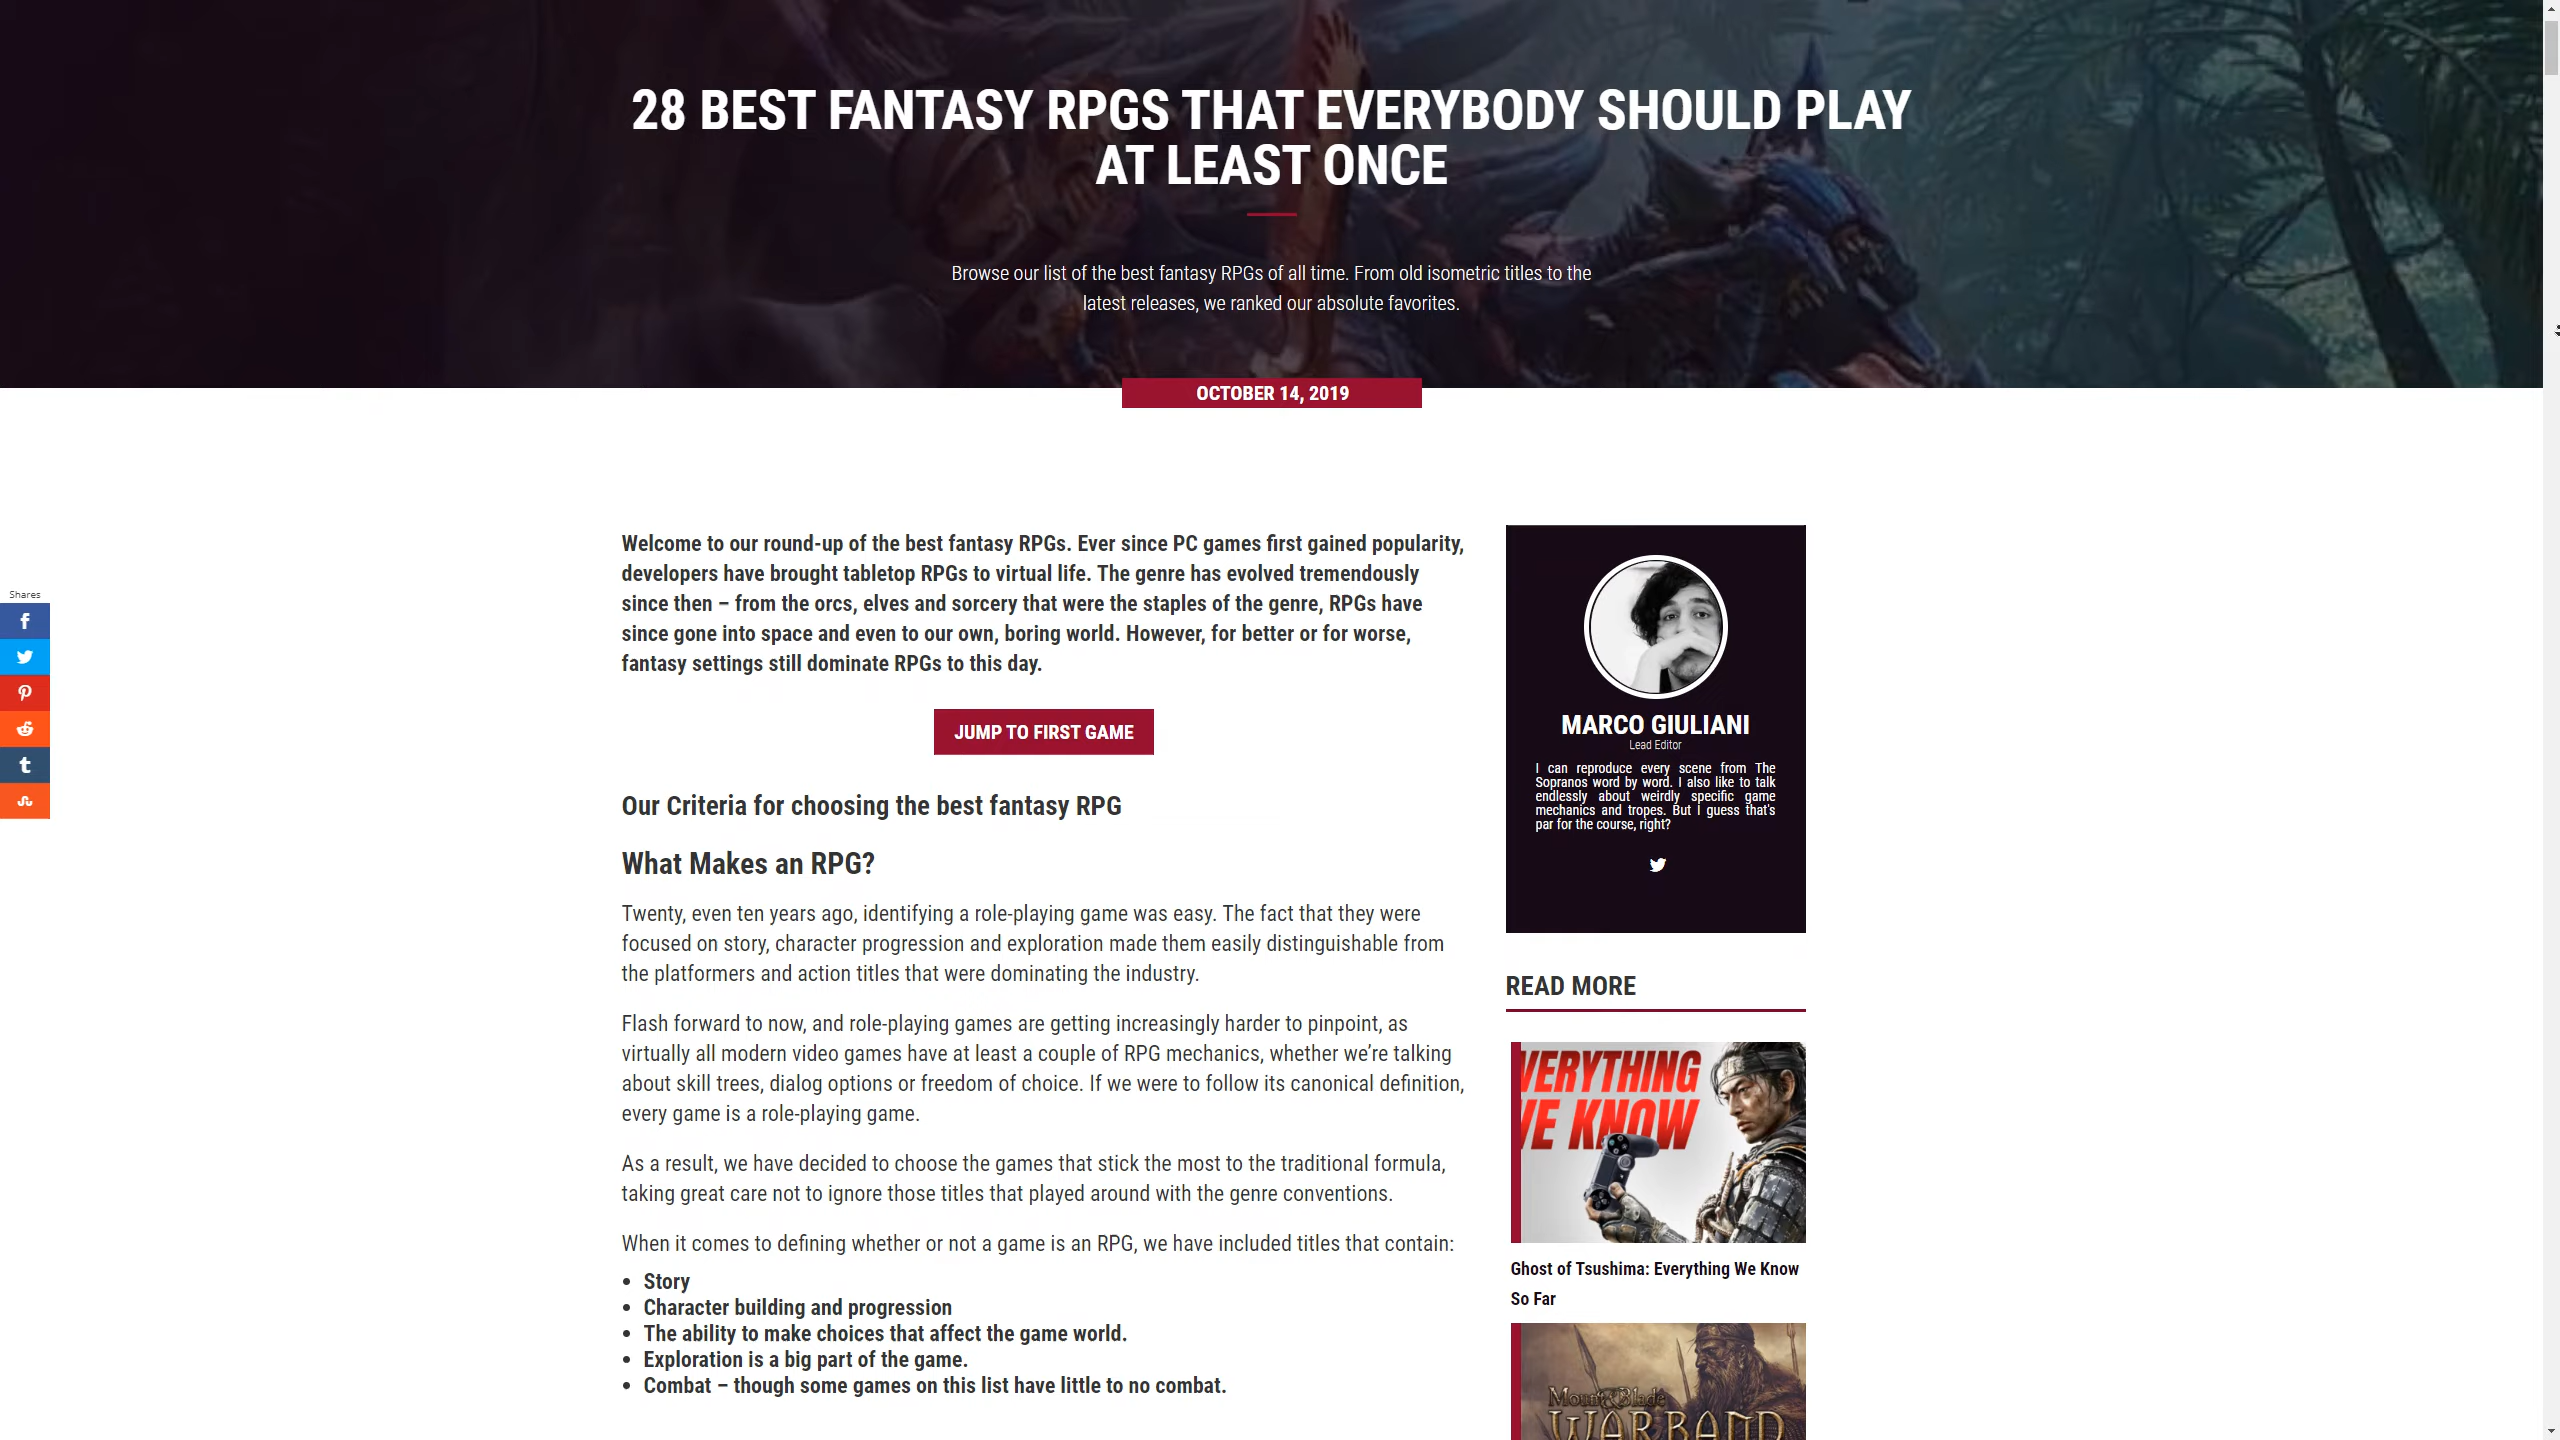 28 BEST FANTASY RPGS THAT EVERYBODY SHOULD PLAY
AT LEAST ONCE
Browse our list of the best fantasy RPGs of all time. From old isometric titles to the
latest releases, we ranked our absolute favorites.
OCTOBER 14, 2019
Shares
Welcome to our round-up of the best fantasy RPGs. Ever since PC games first gained popularity,
developers have brought tabletop RPGs to virtual life. The genre has evolved tremendously
since then – from the orcs, elves and sorcery that were the staples of the genre, RPGs have
since gone into space and even to our own, boring world. However, for better or for worse,
fantasy settings still dominate RPGs to this day.
JUMP TO FIRST GAME
Our Criteria for choosing the best fantasy RPG
What Makes an RPG?
Twenty, even ten years ago, identifying a role-playing game was easy. The fact that they were
focused on story, character progression and exploration made them easily distinguishable from
the platformers and action titles that were dominating the industry.
Flash forward to now, and role-playing games are getting increasingly harder to pinpoint, as
virtually all modern video games have at least a couple of RPG mechanics, whether we’re talking
about skill trees, dialog options or freedom of choice. If we were to follow its canonical definition,
every game is a role-playing game.
As a result, we have decided to choose the games that stick the most to the traditional formula,
taking great care not to ignore those titles that played around with the genre conventions.
When it comes to defining whether or not a game is an RPG, we have included titles that contain:
• Story
• Character building and progression
• The ability to make choices that affect the game world.
• Exploration is a big part of the game.
• Combat – though some games on this list have little to no combat.
MARCO GIULIANI
Lead Editor
I can reproduce every scene from The
Sopranos word by word. I also like to talk
endlessly about weirdly specific game
mechanics and tropes. But I guess that's
par for the course, right?
READ MORE
VERYTHING
WE KNOW
Ghost of Tsushima: Everything We Know
So Far
Mount&Blade
WARBAND